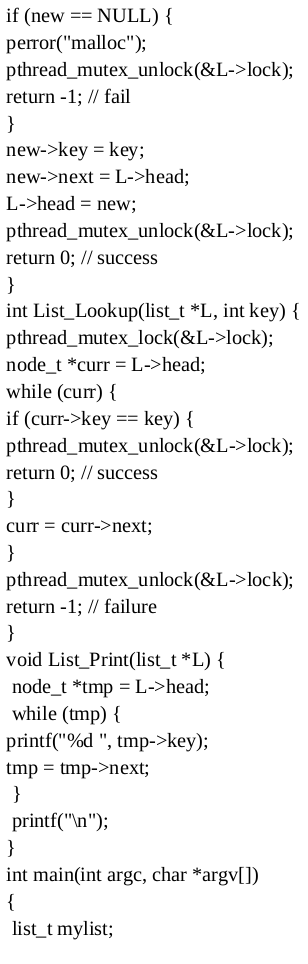 if (new == NULL) {
perror("malloc");
pthread_mutex_unlock(&L->lock);
return -1; // fail
}
new->key = key;
new->next = L->head;
L->head = new;
pthread_mutex_unlock(&L->lock);
return 0; // success
}
int List_Lookup(list_t *L, int key) {
pthread_mutex_lock(&L->lock);
node_t *curr = L->head;
while (curr) {
if (curr->key == key) {
pthread_mutex_unlock(&L->lock);
return 0; // success
}
curr = curr->next;
}
pthread_mutex_unlock(&L->lock);
return -1; // failure
}
void List_Print(list_t *L) {
node_t *tmp = L->head;
while (tmp) {
printf("%d ", tmp->key);
tmp = tmp->next;
}
printf("\n");
}
int main(int argc, char *argv[])
{
list_t mylist;